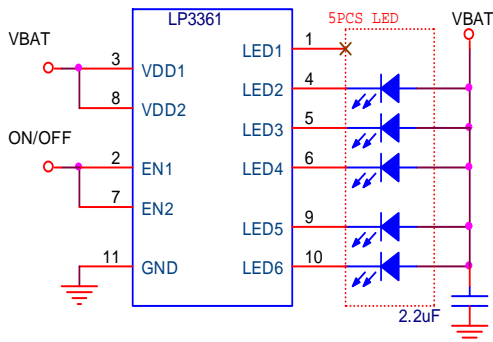 LP3361
5PCS LED
VBAT
VBAT
3
VDD1
8
VDD2
ON/OFF
2
EN1
7
EN2
11
GND
LED1
1
LED2
4
LED3
5
LED4
6
LED5
9
LED6
10
2.2uF